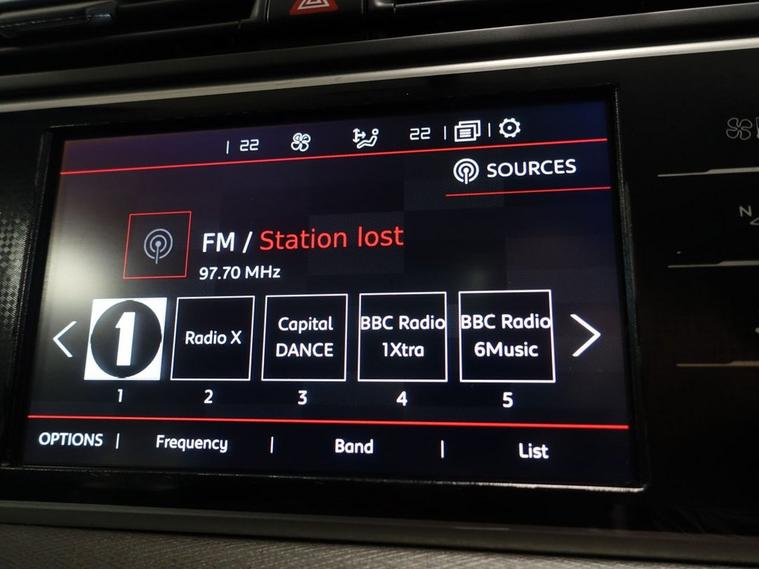 | 22 22 | |
SOURCES
FM / Station lost
97.70 MHz
1
Radio X
Capital
DANCE
BBC Radio
1Xtra
BBC Radio
6Music
1 2 3 4 5
OPTIONS | Frequency | Band | List
N